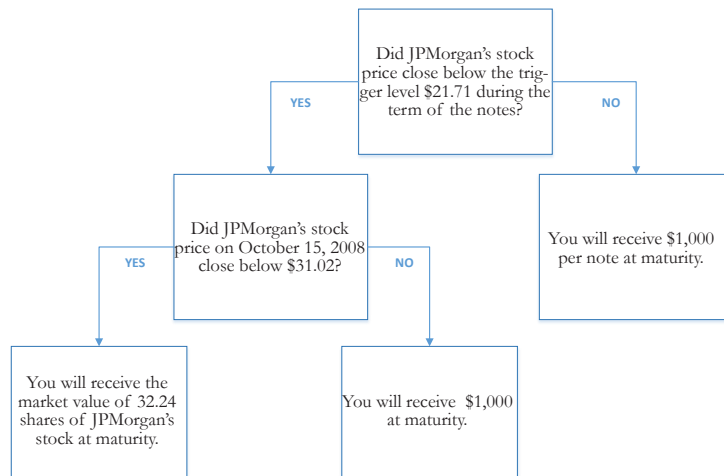 Did JPMorgan's stock
price close below the trig-
ger level $21.71 during the
term of the notes?
YES
NO
Did JPMorgan's stock
price on October 15, 2008
close below $31.02?
You will receive $1,000
per note at maturity.
YES
NO
You will receive the
market value of 32.24
shares of JPMorgan's
stock at maturity.
You will receive $1,000
at maturity.